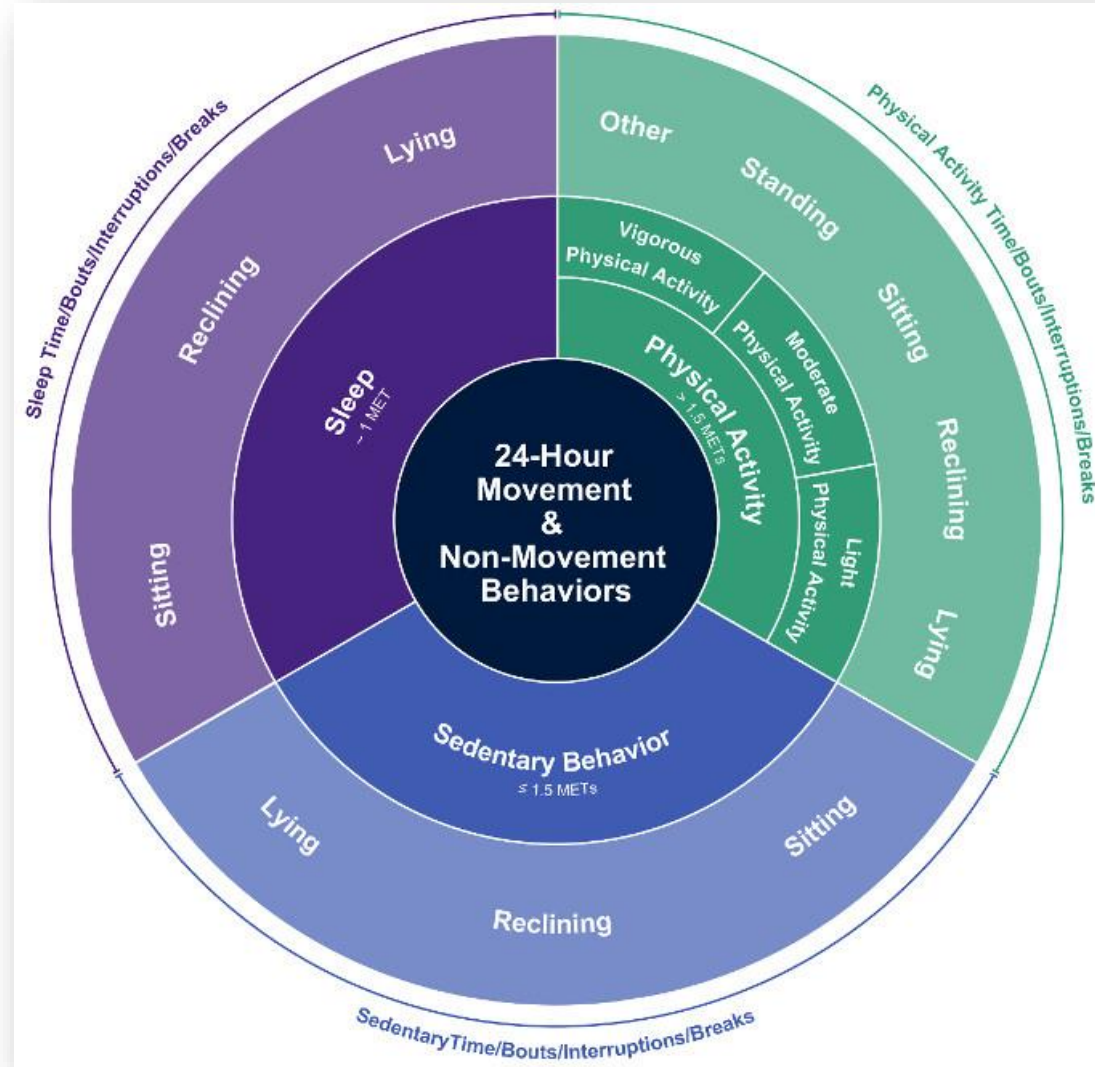 24-Hour
Movement
&
Non-Movement
Behaviors
Physical Activity
> 1.5 METs
Vigorous
Physical Activity
Moderate
Physical Activity
Light
Physical Activity
Other
Standing
Sitting
Reclining
Lying
Physical Activity Time/Bouts/Interruptions/Breaks
Sedentary Behavior
≤ 1.5 METs
Sitting
Reclining
Lying
SedentaryTime/Bouts/Interruptions/Breaks
Sleep
~ 1 MET
Sitting
Reclining
Lying
Sleep Time/Bouts/Interruptions/Breaks